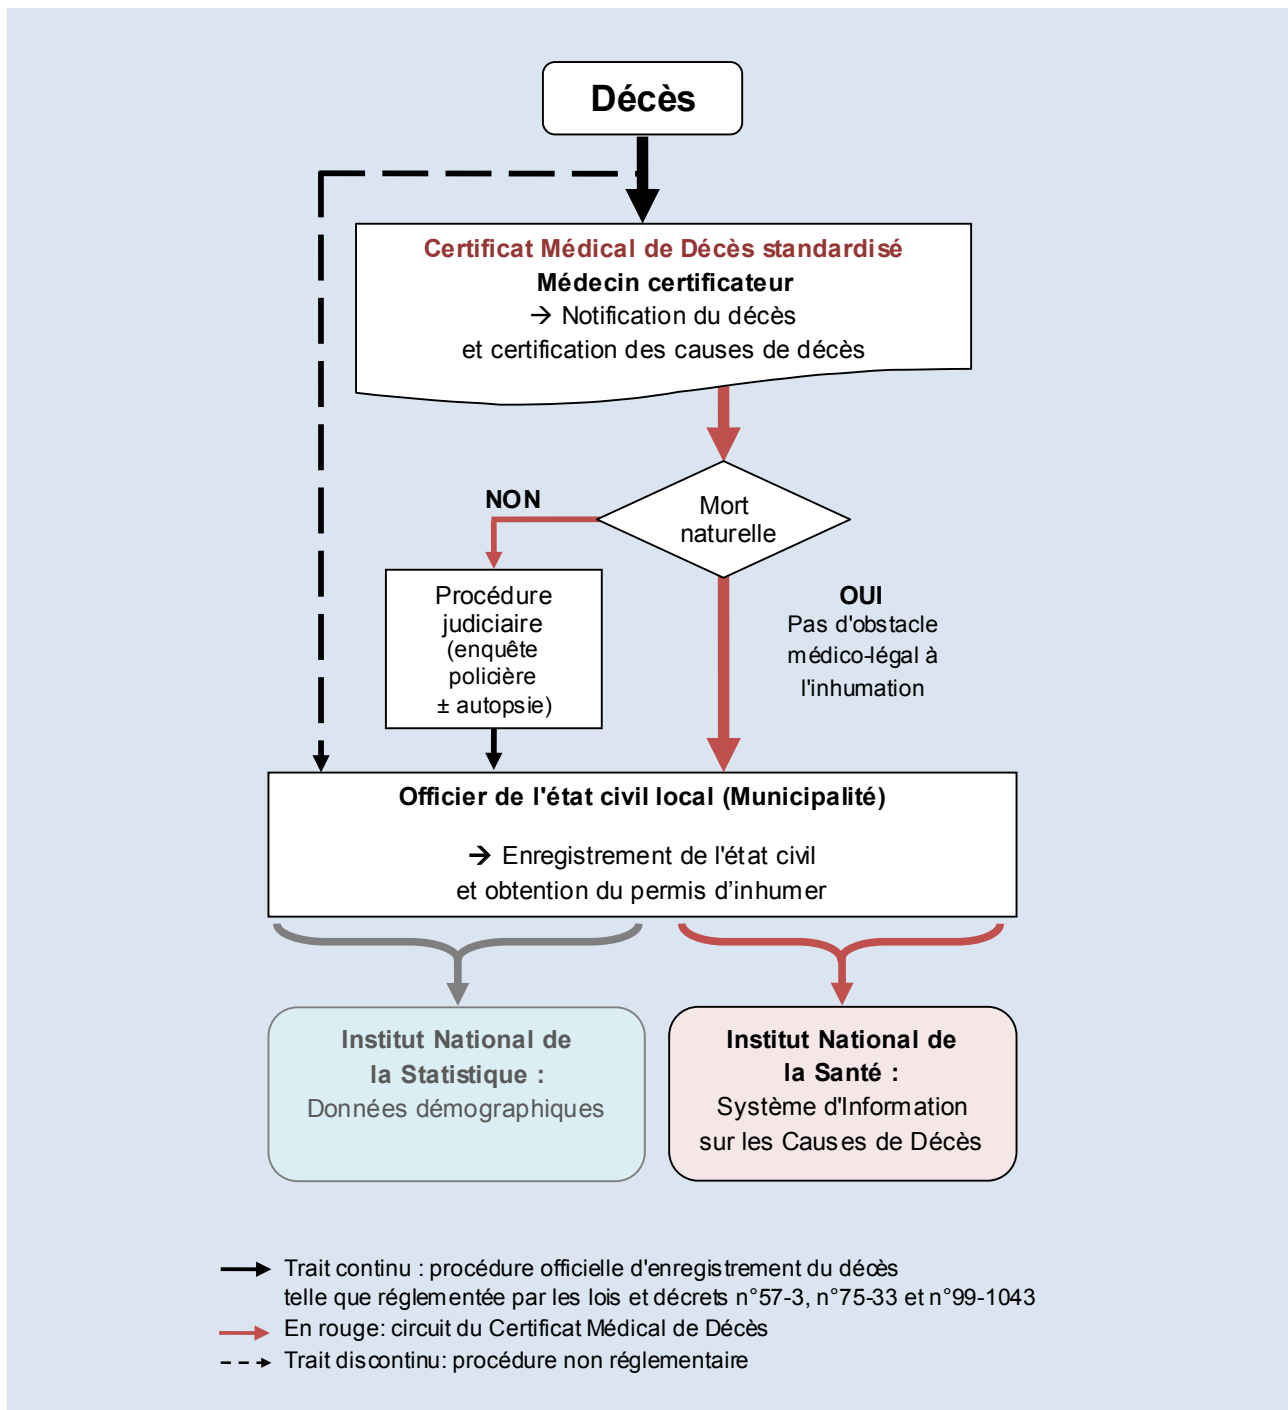 Décès
Certificat Médical de Décès standardisé
Médecin certificateur
→ Notification du décès
et certification des causes de décès
Mort
naturelle
NON
Procédure
judiciaire
(enquête
policière
± autopsie)
OUI
Pas d'obstacle
médico-légal à
l'inhumation
Officier de l'état civil local (Municipalité)
→ Enregistrement de l'état civil
et obtention du permis d’inhumer
Institut National de
la Statistique :
Données démographiques
Institut National de
la Santé :
Système d'Information
sur les Causes de Décès
Trait continu : procédure officielle d'enregistrement du décès
telle que réglementée par les lois et décrets n°57-3, n°75-33 et n°99-1043
En rouge: circuit du Certificat Médical de Décès
Trait discontinu: procédure non réglementaire